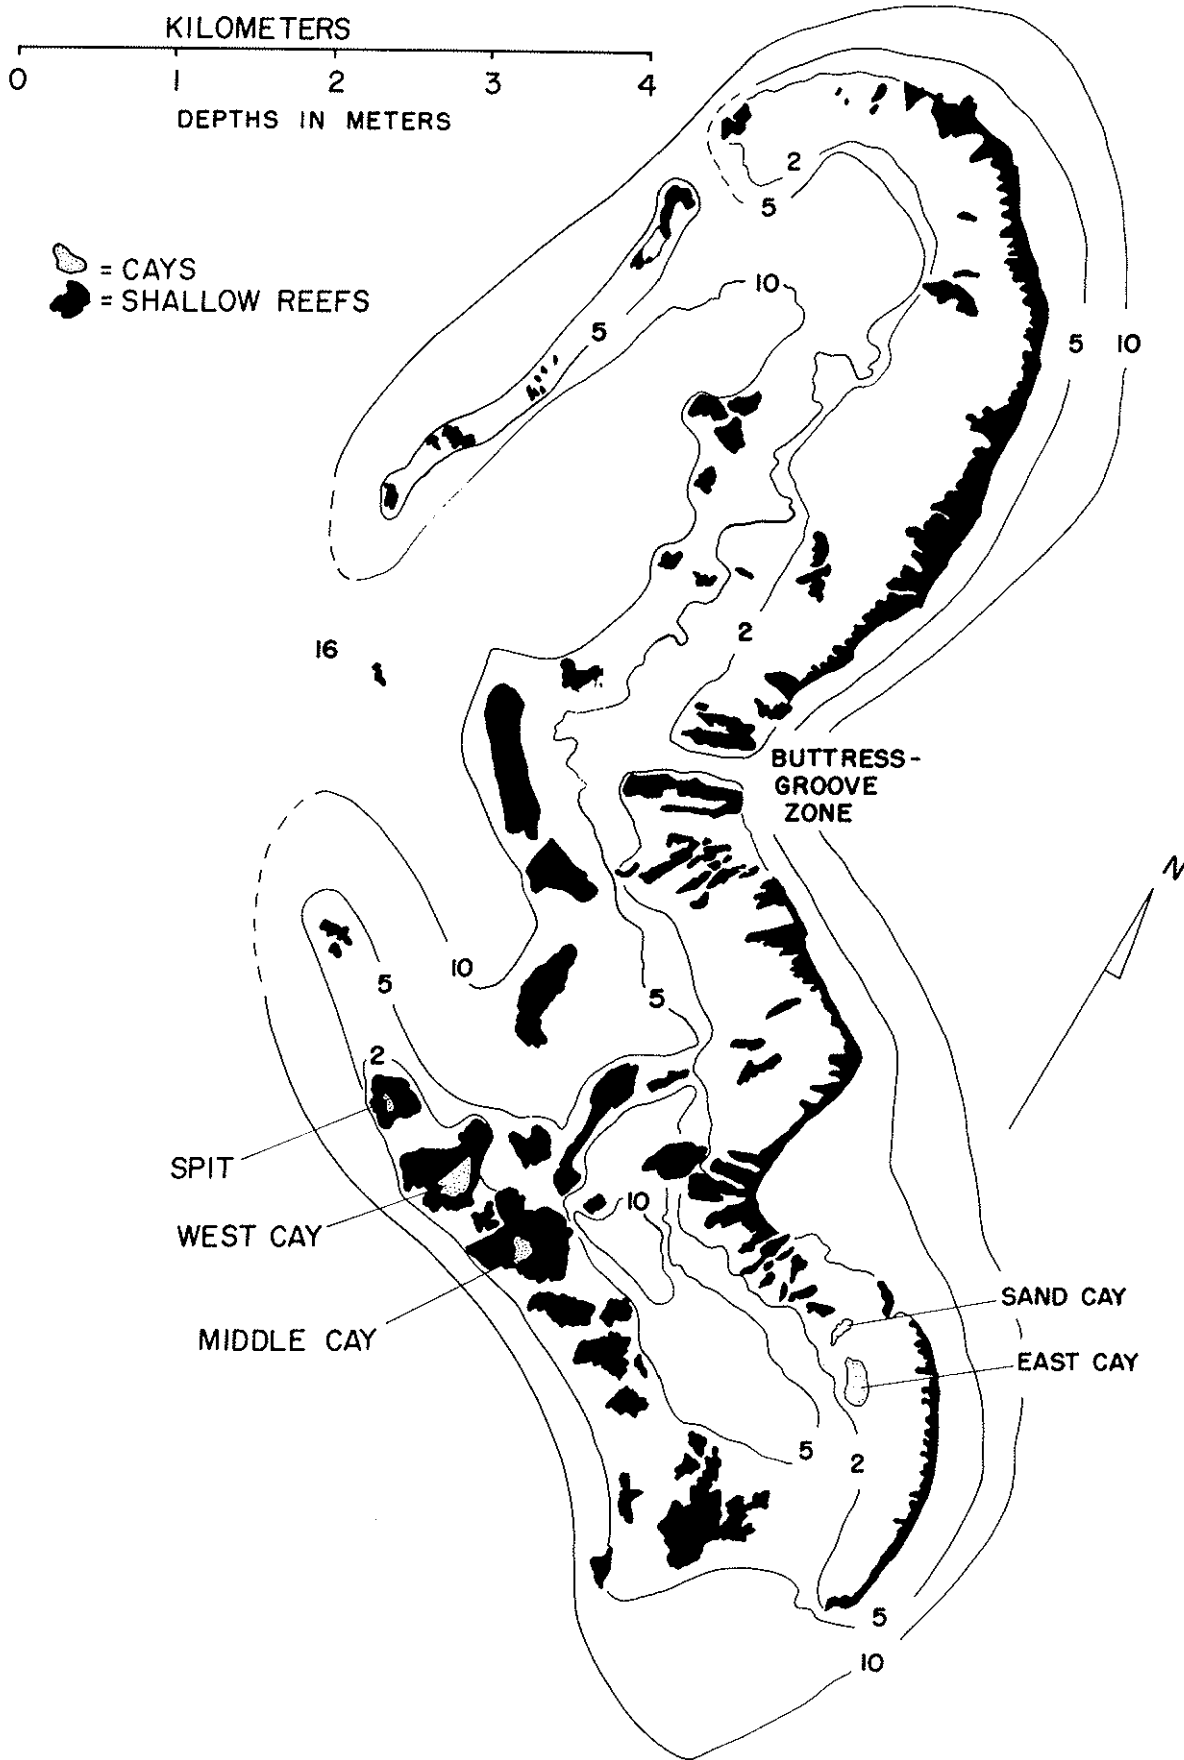 KILOMETERS
0 1 2 3 4
DEPTHS IN METERS
2
5
= CAYS
= SHALLOW REEFS
10
5
5 10
16
2
BUTTRESS-
GROOVE
ZONE
N
10
5
5
2
SPIT
WEST CAY
10
MIDDLE CAY
SAND CAY
EAST CAY
5
2
5
10